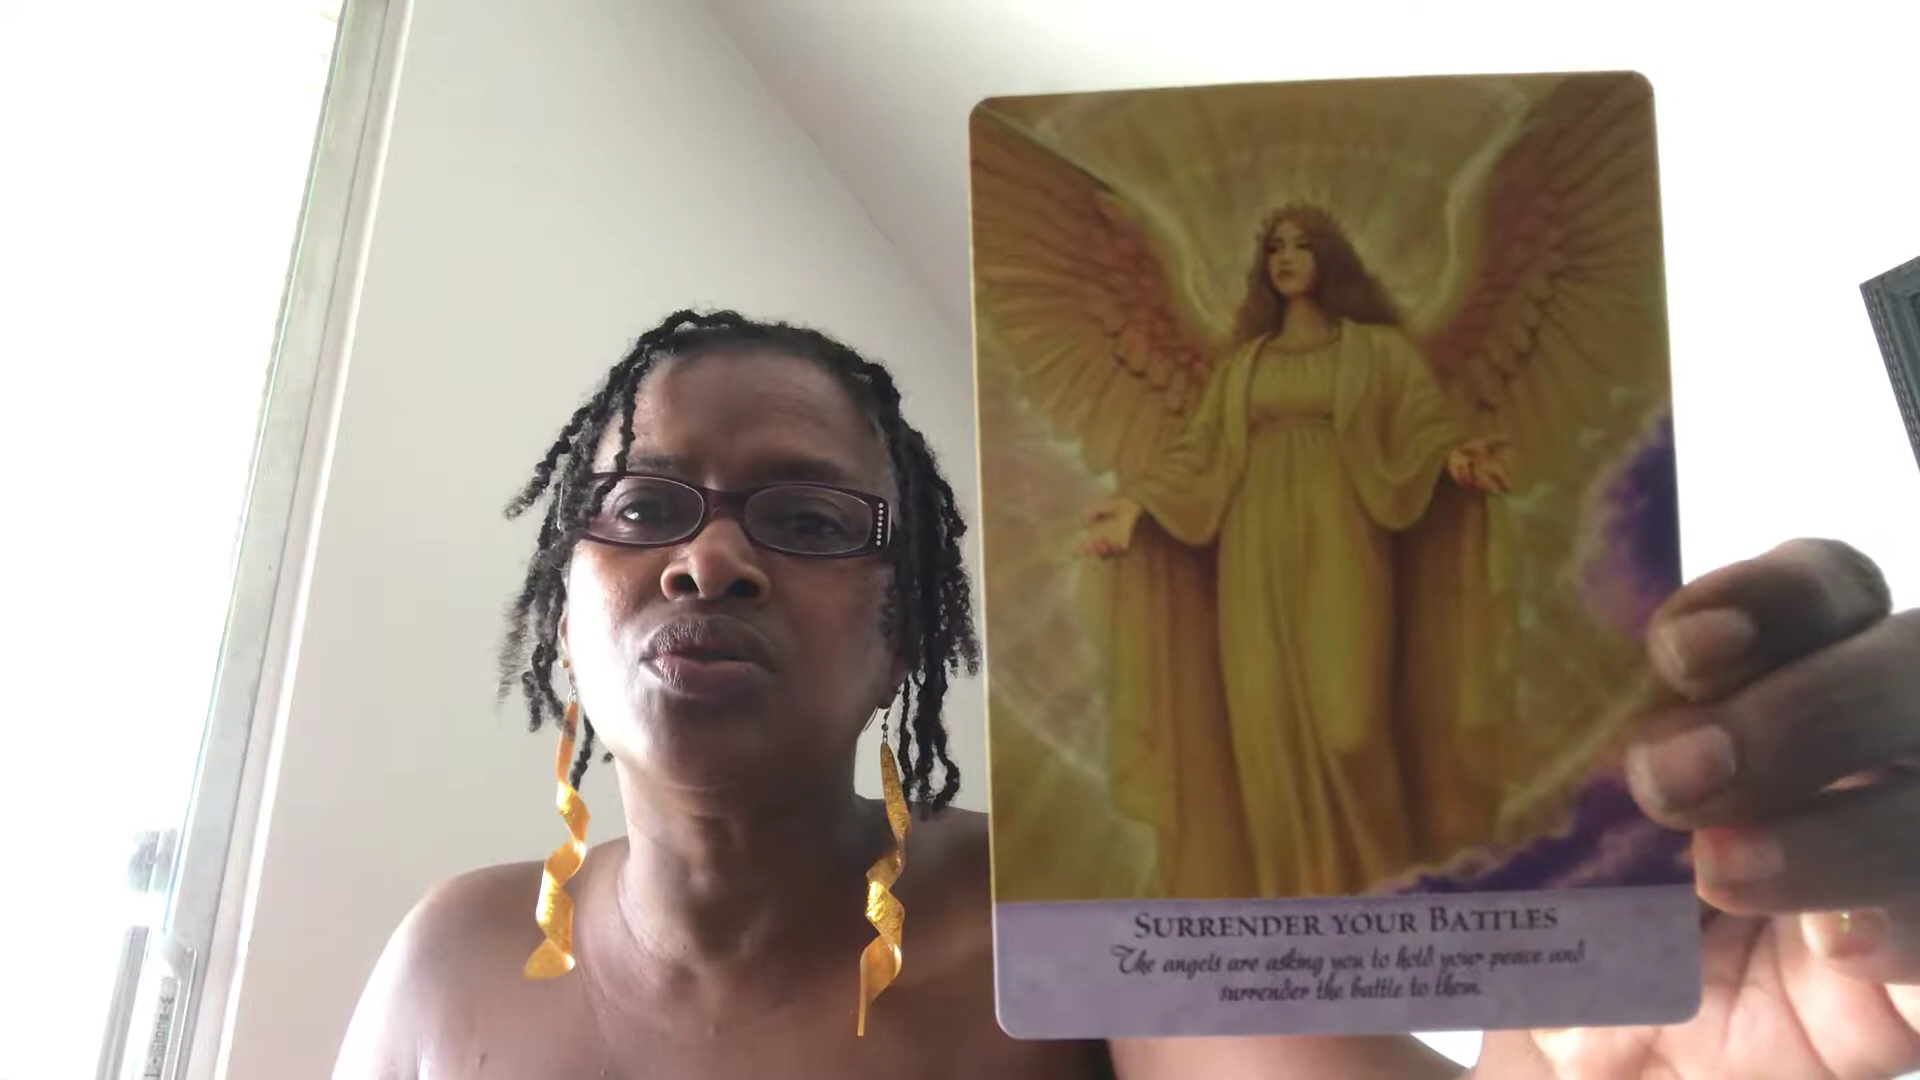 SURRENDER YOUR BATTLES
The angels are asking you to hold your peace and
surrender the battle to them.